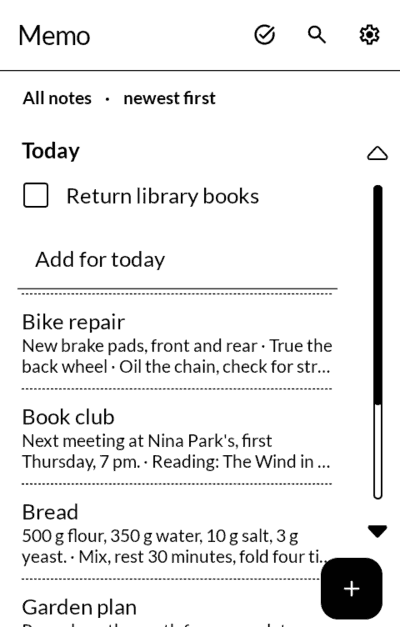 Memo
All notes · newest first
Today
Return library books
Add for today
Bike repair
New brake pads, front and rear · True the
back wheel · Oil the chain, check for str...
Book club
Next meeting at Nina Park's, first
Thursday, 7 pm. · Reading: The Wind in ...
Bread
500 g flour, 350 g water, 10 g salt, 3 g
yeast. · Mix, rest 30 minutes, fold four ti...
Garden plan